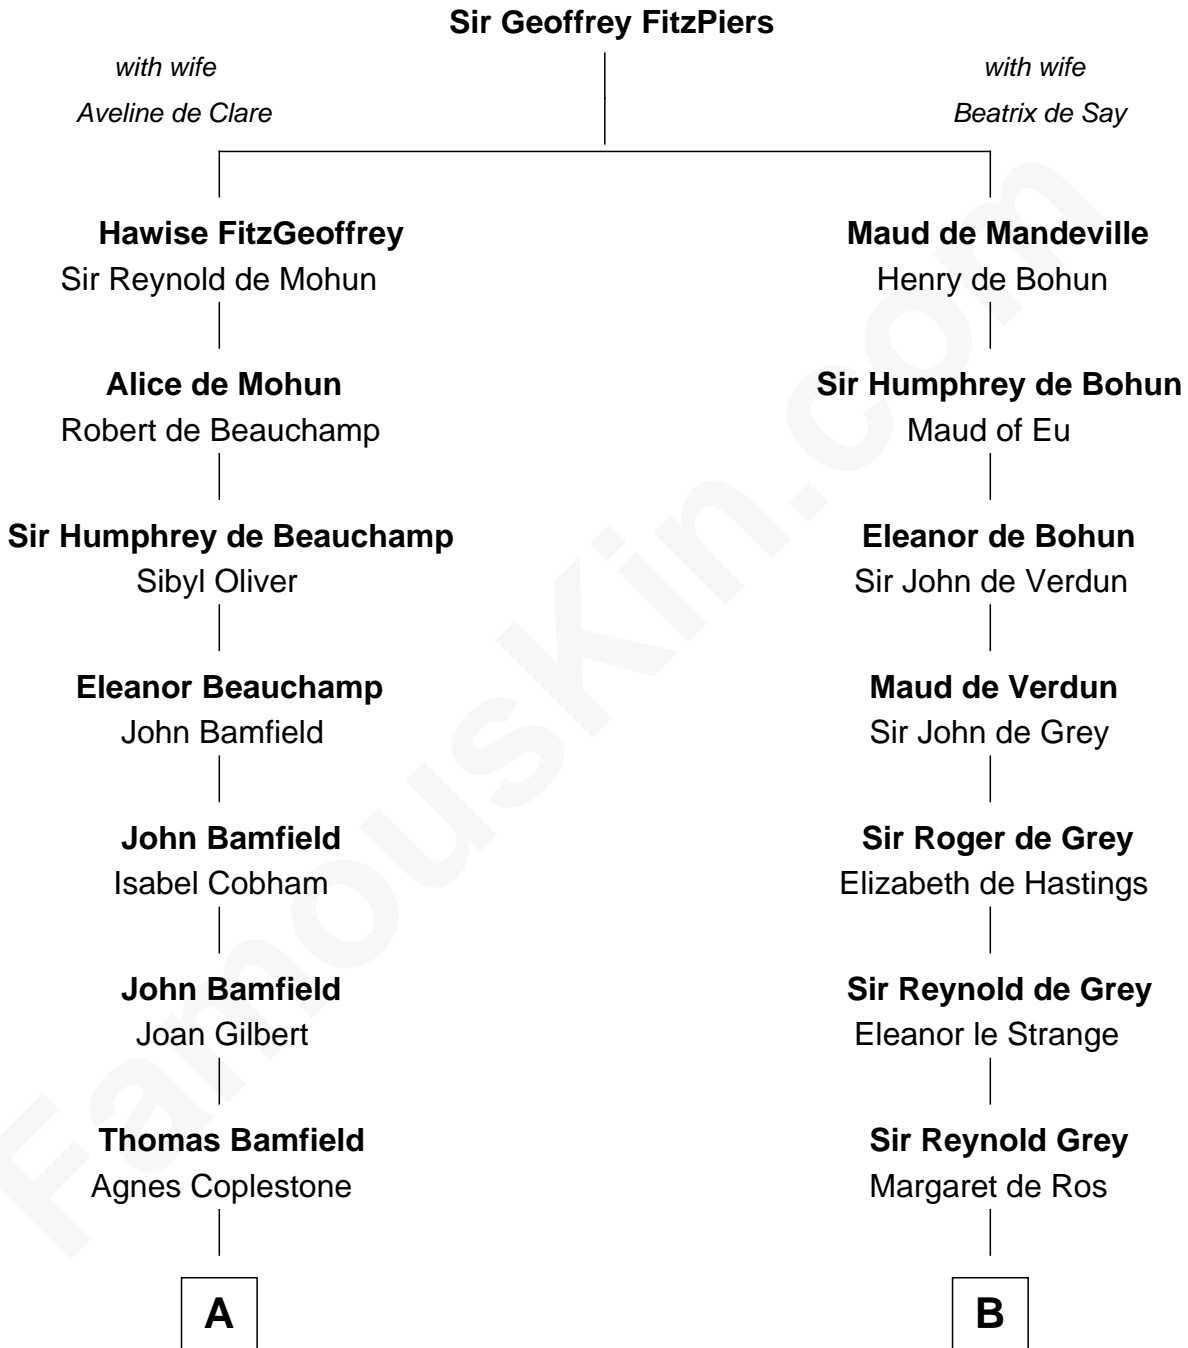 Sir Geoffrey FitzPiers
with wife
Aveline de Clare
with wife
Beatrix de Say
Hawise FitzGeoffrey
Sir Reynold de Mohun
Maud de Mandeville
Henry de Bohun
Alice de Mohun
Robert de Beauchamp
Sir Humphrey de Bohun
Maud of Eu
Sir Humphrey de Beauchamp
Sibyl Oliver
Eleanor de Bohun
Sir John de Verdun
Eleanor Beauchamp
John Bamfield
Maud de Verdun
Sir John de Grey
John Bamfield
Isabel Cobham
Sir Roger de Grey
Elizabeth de Hastings
John Bamfield
Joan Gilbert
Sir Reynold de Grey
Eleanor le Strange
Thomas Bamfield
Agnes Coplestone
Sir Reynold Grey
Margaret de Ros
A
B
FamousKin.com